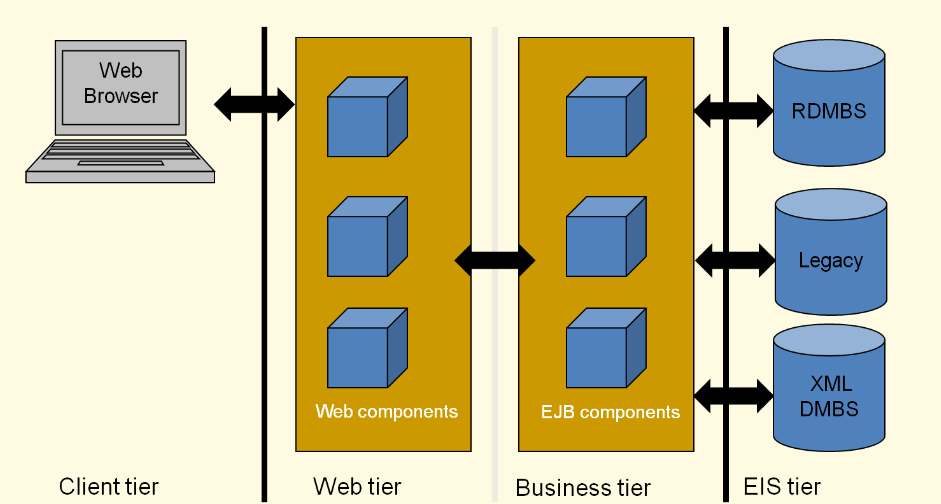 Web
Browser
RDMBS
Legacy
XML
DMBS
Web components
EJB components
Client tier
Web tier
Business tier
EIS tier